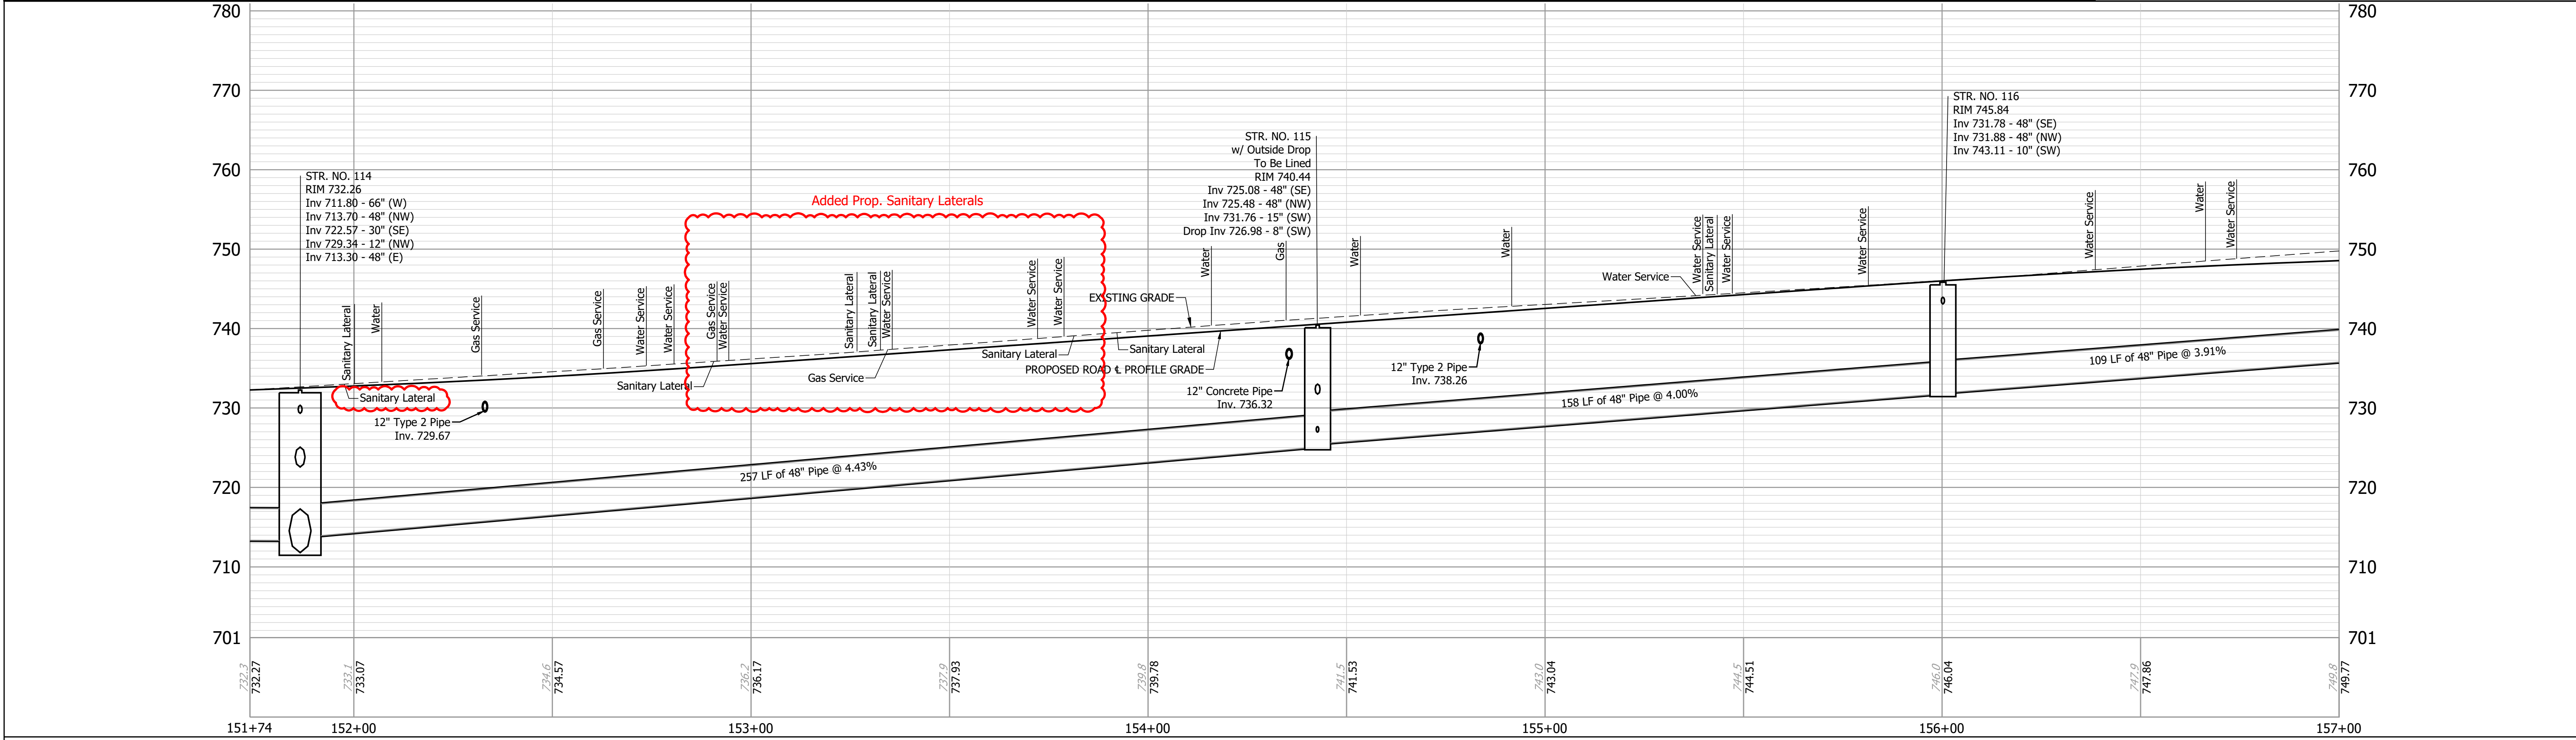 780
780
770
770
760
760
750
750
740
740
730
730
720
720
710
710
701
701
STR. NO. 114
RIM 732.26
Inv 711.80 - 66" (W)
Inv 713.70 - 48" (NW)
Inv 722.57 - 30" (SE)
Inv 729.34 - 12" (NW)
Inv 713.30 - 48" (E)
Added Prop. Sanitary Laterals
STR. NO. 115
w/ Outside Drop
To Be Lined
RIM 740.44
Inv 725.08 - 48" (SE)
Inv 725.48 - 48" (NW)
Inv 731.76 - 15" (SW)
Drop Inv 726.98 - 8" (SW)
STR. NO. 116
RIM 745.84
Inv 731.78 - 48" (SE)
Inv 731.88 - 48" (NW)
Inv 743.11 - 10" (SW)
Sanitary Lateral
Water
Gas Service
Gas Service
Water Service
Water Service
Gas Service
Water Service
Sanitary Lateral
Sanitary Lateral
Water Service
Water Service
Water Service
Water
Gas
Water
Water
Water Service
Sanitary Lateral
Water Service
Water Service
Water Service
Water
Water Service
Water Service
EXISTING GRADE
Sanitary Lateral
Sanitary Lateral
PROPOSED ROAD ℄ PROFILE GRADE
Gas Service
Sanitary Lateral
Sanitary Lateral
12" Type 2 Pipe
Inv. 729.67
12" Concrete Pipe
Inv. 736.32
12" Type 2 Pipe
Inv. 738.26
257 LF of 48" Pipe @ 4.43%
158 LF of 48" Pipe @ 4.00%
109 LF of 48" Pipe @ 3.91%
732.3
732.27
733.1
733.07
734.6
734.57
736.2
736.17
737.9
737.93
739.8
739.78
741.5
741.53
743.0
743.04
744.5
744.51
746.0
746.04
747.9
747.86
749.8
749.77
151+74
152+00
153+00
154+00
155+00
156+00
157+00